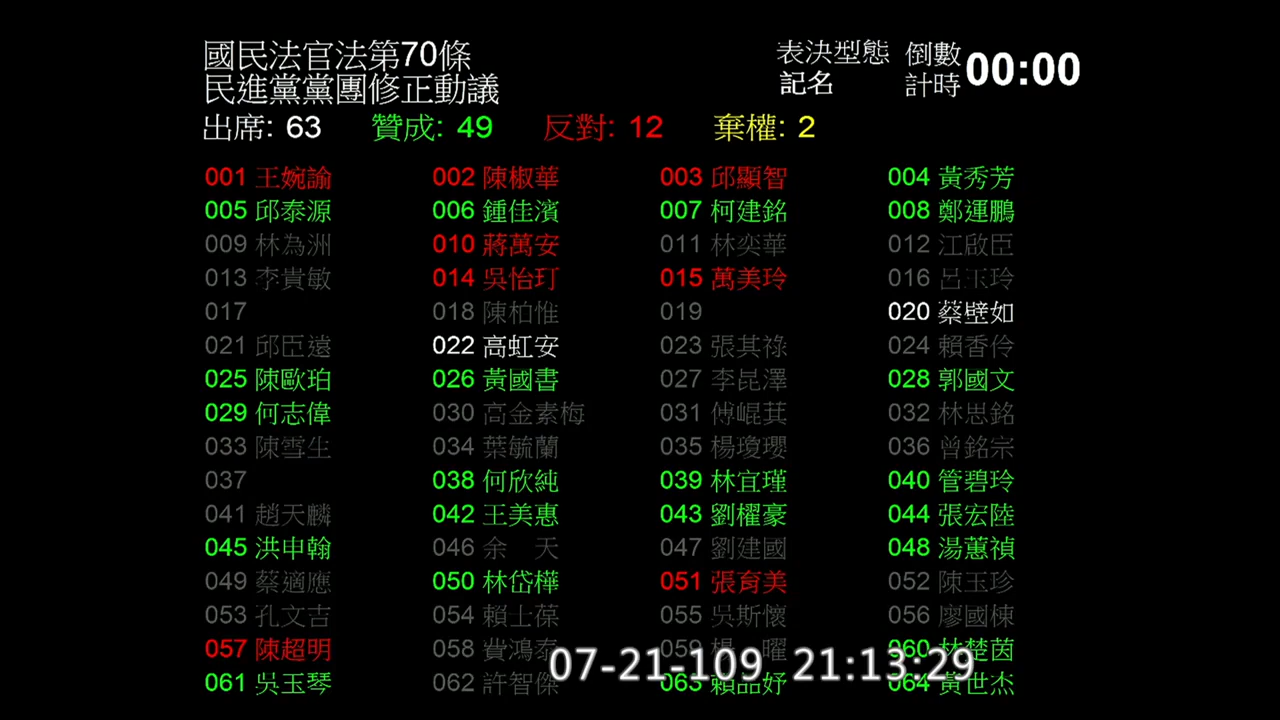 國民法官法第70條
民進黨黨團修正動議
表決型態 記名
倒數計時 00:00
出席: 63 贊成: 49 反對: 12 棄權: 2
001 王婉諭 002 陳椒華 003 邱顯智 004 黃秀芳
005 邱泰源 006 鍾佳濱 007 柯建銘 008 鄭運鵬
009 林為洲 010 蔣萬安 011 林奕華 012 江啟臣
013 李貴敏 014 吳怡玎 015 萬美玲 016 呂玉玲
017 018 陳柏惟 019 020 蔡壁如
021 邱臣遠 022 高虹安 023 張其祿 024 賴香伶
025 陳歐珀 026 黃國書 027 李昆澤 028 郭國文
029 何志偉 030 高金素梅 031 傅崐萁 032 林思銘
033 陳雪生 034 葉毓蘭 035 楊瓊瓔 036 曾銘宗
037 038 何欣純 039 林宜瑾 040 管碧玲
041 趙天麟 042 王美惠 043 劉櫂豪 044 張宏陸
045 洪申翰 046 余 天 047 劉建國 048 湯蕙禎
049 蔡適應 050 林岱樺 051 張育美 052 陳玉珍
053 孔文吉 054 賴士葆 055 吳斯懷 056 廖國棟
057 陳超明 058 費鴻泰 059 楊 曜 060 林楚茵
061 吳玉琴 062 許智傑 063 賴品妤 064 黃世杰
07-21-109 21:13:29